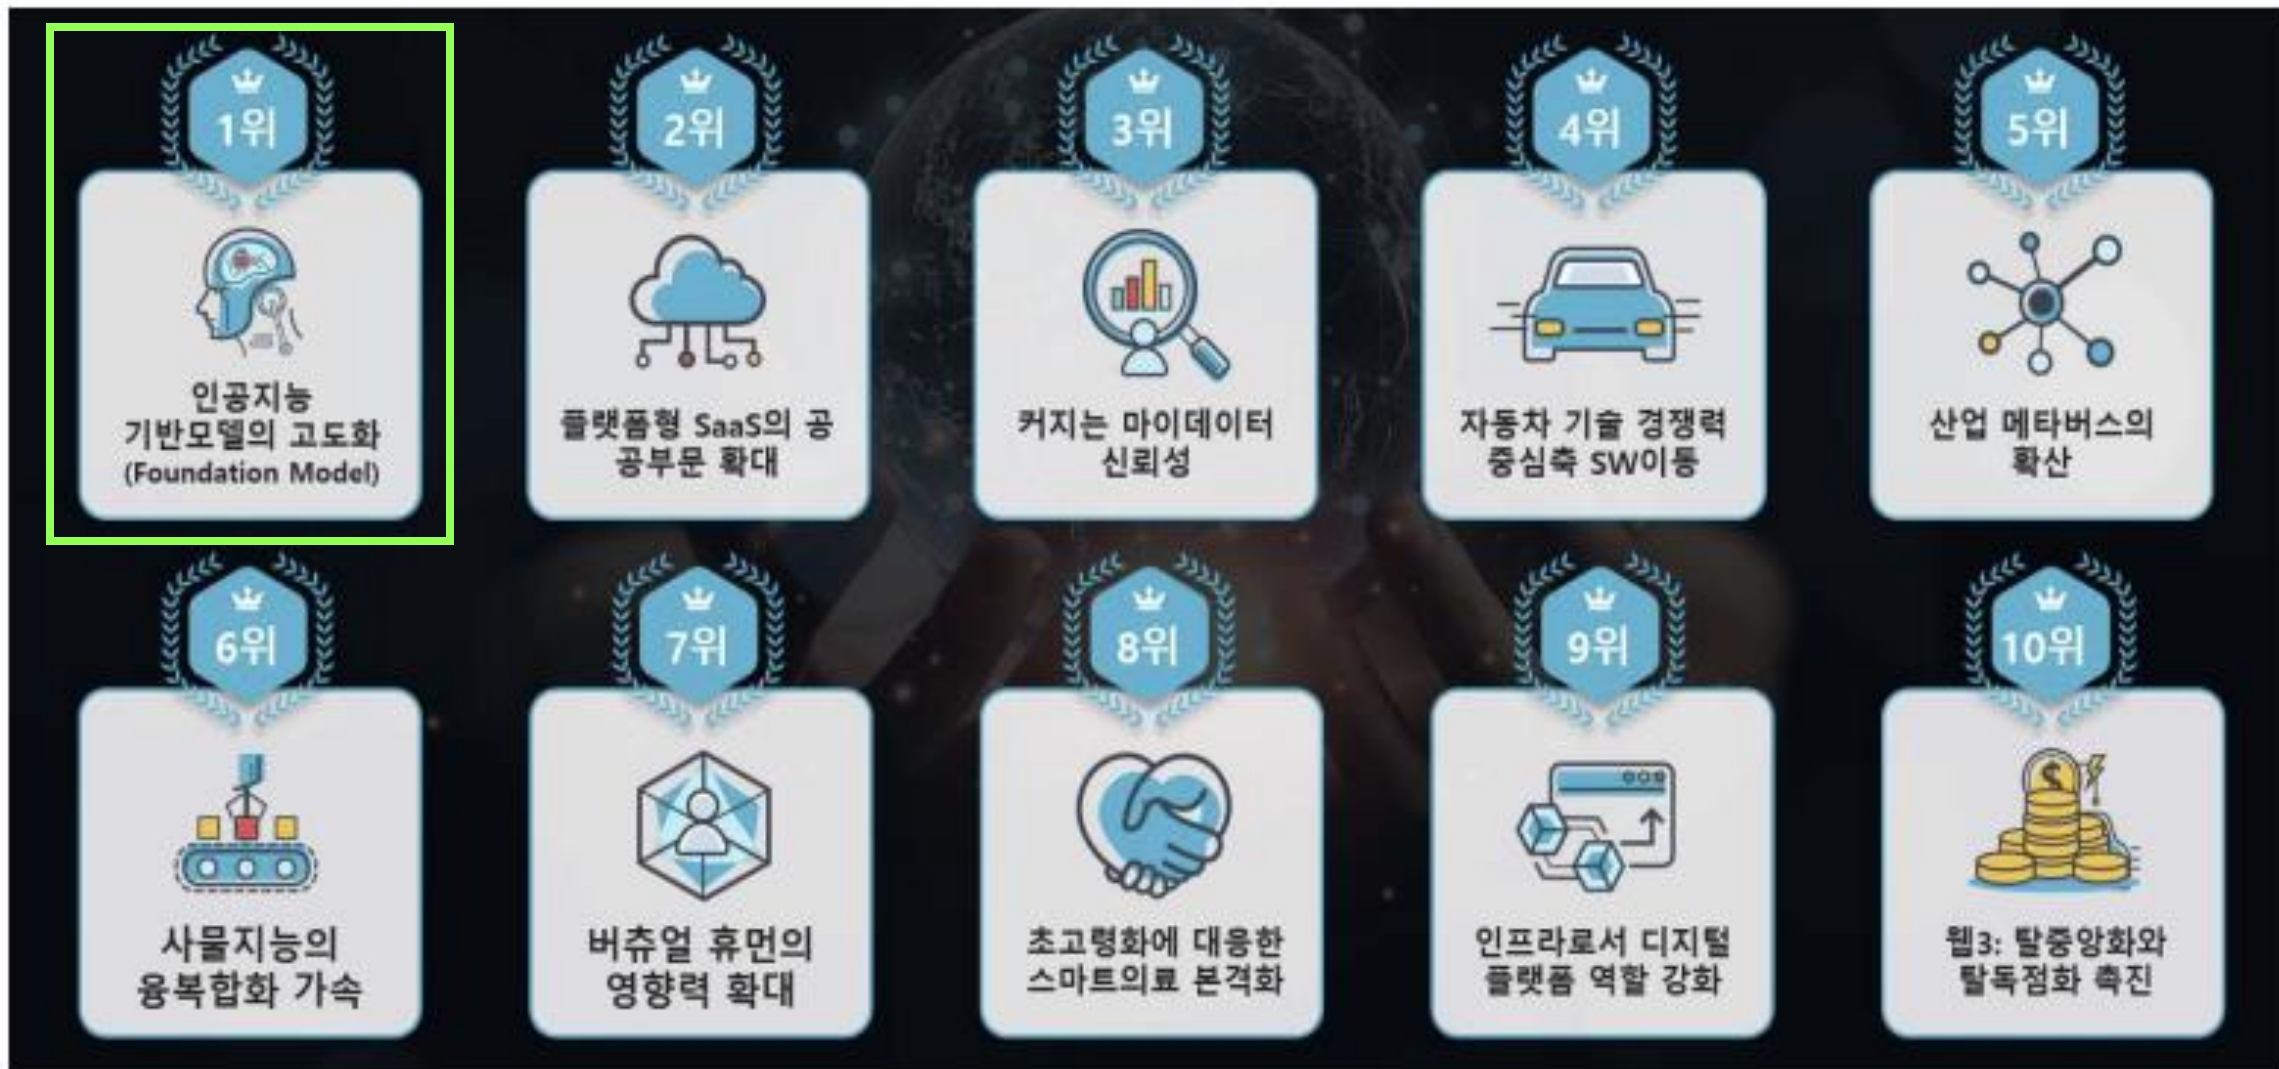 1위
인공지능
기반모델의 고도화
(Foundation Model)
2위
플랫폼형 SaaS의 공
공부문 확대
3위
커지는 마이데이터
신뢰성
4위
자동차 기술 경쟁력
중심축 SW이동
5위
산업 메타버스의
확산
6위
사물지능의
융복합화 가속
7위
버츄얼 휴먼의
영향력 확대
8위
초고령화에 대응한
스마트의료 본격화
9위
인프라로서 디지털
플랫폼 역할 강화
10위
웹3: 탈중앙화와
탈독점화 촉진